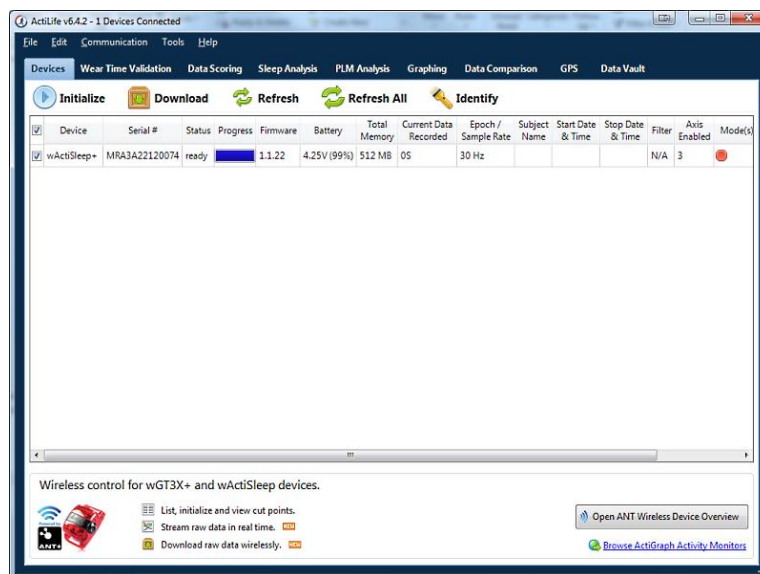 ActiLife v6.4.2 - 1 Devices Connected
File Edit Communication Tools Help
Devices Wear Time Validation Data Scoring Sleep Analysis PLM Analysis Graphing Data Comparison GPS Data Vault
Initialize Download Refresh Refresh All Identify
Device Serial # Status Progress Firmware Battery Total Memory Current Data Recorded Epoch / Sample Rate Subject Name Start Date & Time Stop Date & Time Filter Axis Enabled Mode(s)
wActiSleep+ MRA3A22120074 ready 1.1.22 4.25V (99%) 512 MB 0S 30 Hz N/A 3
Wireless control for wGT3X+ and wActiSleep devices.
List, initialize and view cut points.
Stream raw data in real time. NEW
Download raw data wirelessly. NEW
ANT+
Open ANT Wireless Device Overview
Browse ActiGraph Activity Monitors